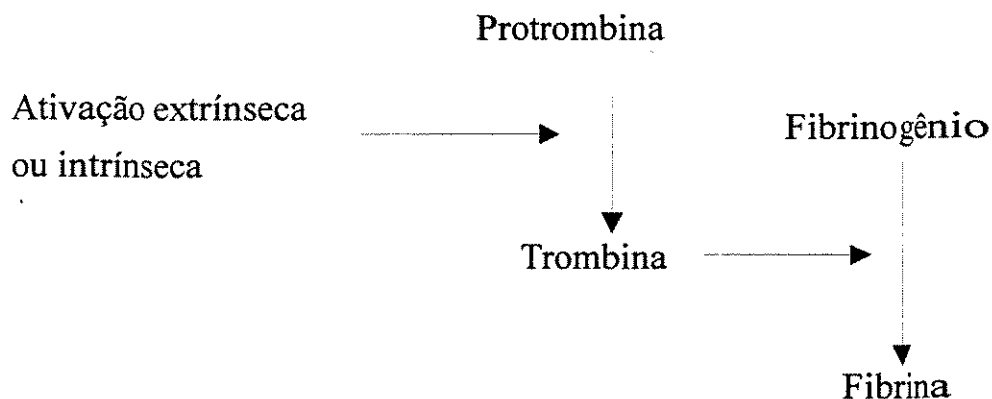 Protrombina
Ativação extrínseca
ou intrínseca
Fibrinogênio
Trombina
Fibrina